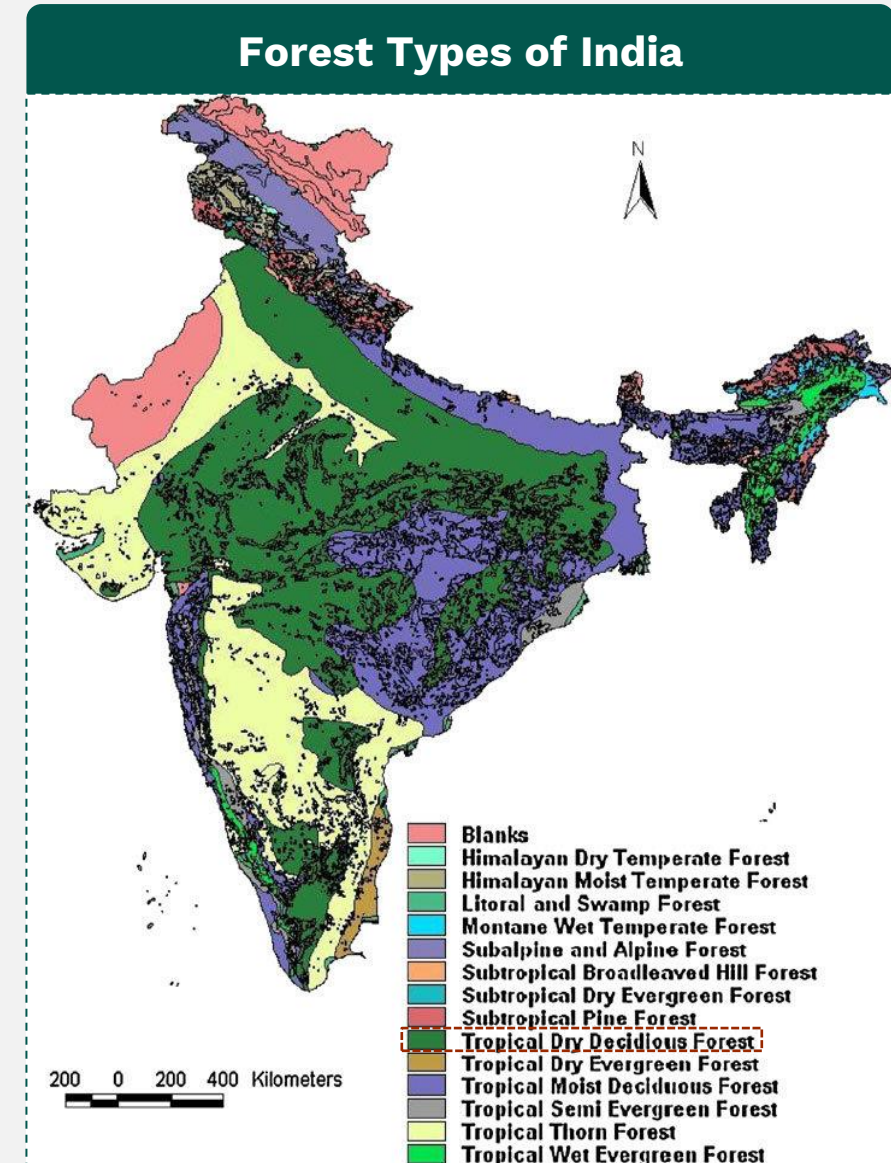 Forest Types of India
N
Blanks
Himalayan Dry Temperate Forest
Himalayan Moist Temperate Forest
Litoral and Swamp Forest
Montane Wet Temperate Forest
Subalpine and Alpine Forest
Subtropical Broadleaved Hill Forest
Subtropical Dry Evergreen Forest
Subtropical Pine Forest
Tropical Dry Decidious Forest
Tropical Dry Evergreen Forest
Tropical Moist Deciduous Forest
Tropical Semi Evergreen Forest
Tropical Thorn Forest
Tropical Wet Evergreen Forest
200 0 200 400 Kilometers